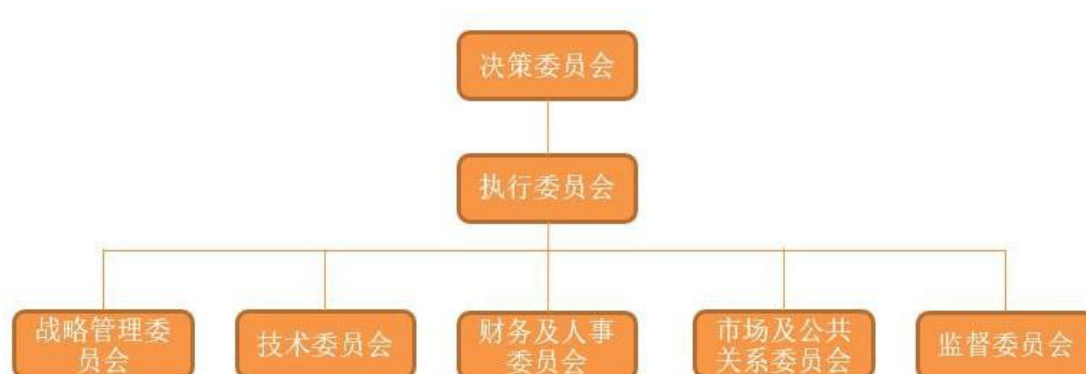 决策委员会
执行委员会
战略管理委
员会
技术委员会
财务及人事
委员会
市场及公共
关系委员会
监督委员会